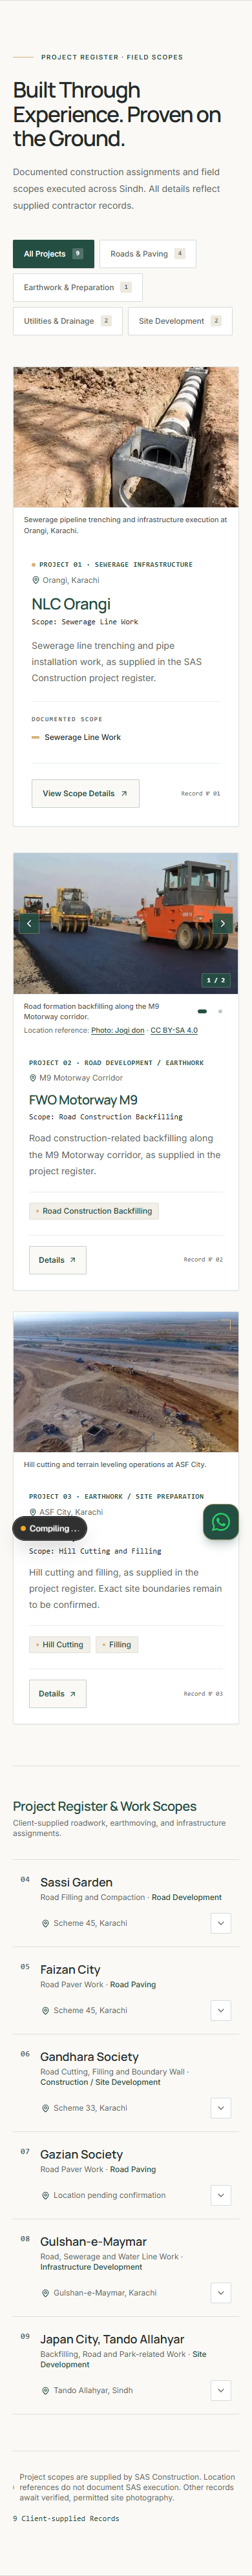 PROJECT REGISTER · FIELD SCOPES
Built Through
Experience. Proven on
the Ground.
Documented construction assignments and field
scopes executed across Sindh. All details reflect
supplied contractor records.
All Projects 9
Roads & Paving 4
Earthwork & Preparation 1
Utilities & Drainage 2
Site Development 2
Sewerage pipeline trenching and infrastructure execution at
Orangi, Karachi.
PROJECT 01 · SEWERAGE INFRASTRUCTURE
Orangi, Karachi
NLC Orangi
Scope: Sewerage Line Work
Sewerage line trenching and pipe
installation work, as supplied in the SAS
Construction project register.
DOCUMENTED SCOPE
Sewerage Line Work
View Scope Details
Record № 01
1 / 2
Road formation backfilling along the M9
Motorway corridor.
Location reference: Photo: Jogi don · CC BY-SA 4.0
PROJECT 02 · ROAD DEVELOPMENT / EARTHWORK
M9 Motorway Corridor
FWO Motorway M9
Scope: Road Construction Backfilling
Road construction-related backfilling along
the M9 Motorway corridor, as supplied in the
project register.
Road Construction Backfilling
Details
Record № 02
Hill cutting and terrain leveling operations at ASF City.
PROJECT 03 · EARTHWORK / SITE PREPARATION
ASF City, Karachi
Compiling ...
Scope: Hill Cutting and Filling
Hill cutting and filling, as supplied in the
project register. Exact site boundaries remain
to be confirmed.
Hill Cutting
Filling
Details
Record № 03
Project Register & Work Scopes
Client-supplied roadwork, earthmoving, and infrastructure
assignments.
04 Sassi Garden
Road Filling and Compaction · Road Development
Scheme 45, Karachi
05 Faizan City
Road Paver Work · Road Paving
Scheme 45, Karachi
06 Gandhara Society
Road Cutting, Filling and Boundary Wall ·
Construction / Site Development
Scheme 33, Karachi
07 Gazian Society
Road Paver Work · Road Paving
Location pending confirmation
08 Gulshan-e-Maymar
Road, Sewerage and Water Line Work ·
Infrastructure Development
Gulshan-e-Maymar, Karachi
09 Japan City, Tando Allahyar
Backfilling, Road and Park-related Work · Site
Development
Tando Allahyar, Sindh
Project scopes are supplied by SAS Construction. Location
references do not document SAS execution. Other records
await verified, permitted site photography.
9 Client-supplied Records